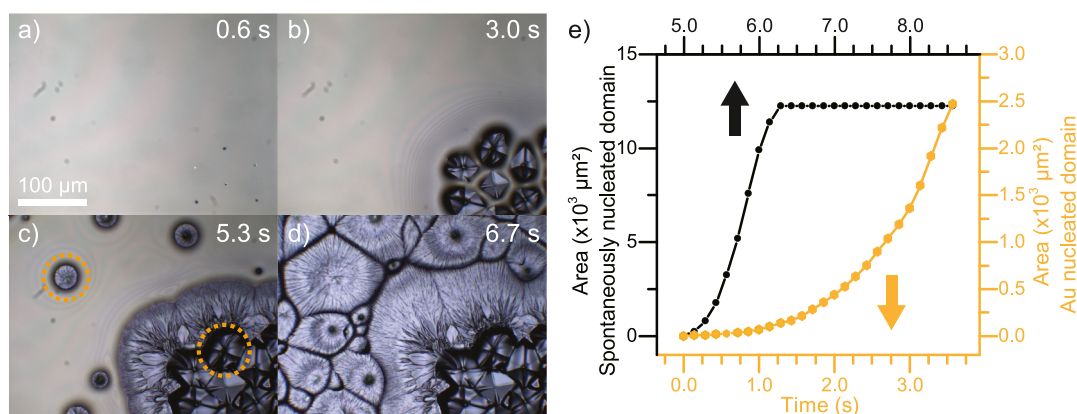 a) 0.6 s
100 µm
b) 3.0 s
c) 5.3 s
d) 6.7 s
e)
5.0 6.0 7.0 8.0
15
10
5
0
Area (x10³ µm²)
Spontaneously nucleated domain
3.0
2.5
2.0
1.5
1.0
0.5
0.0
Area (x10³ µm²)
Au nucleated domain
0.0 1.0 2.0 3.0
Time (s)